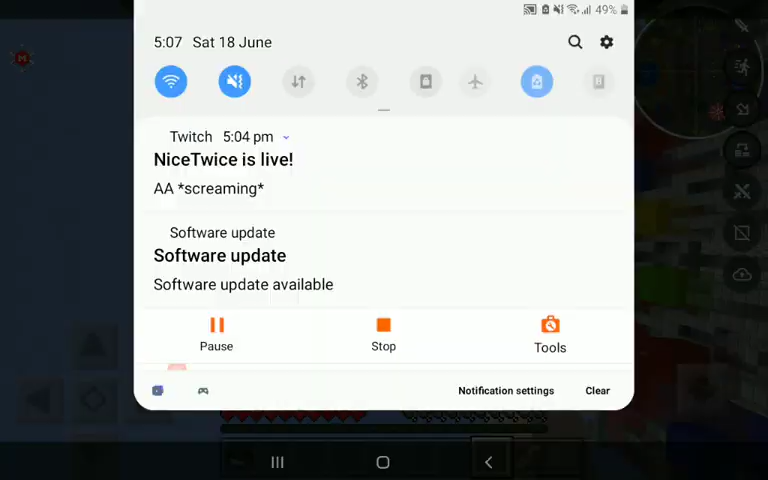 49%
5:07 Sat 18 June
Twitch 5:04 pm
NiceTwice is live!
AA *screaming*
Software update
Software update
Software update available
Pause Stop Tools
Notification settings Clear